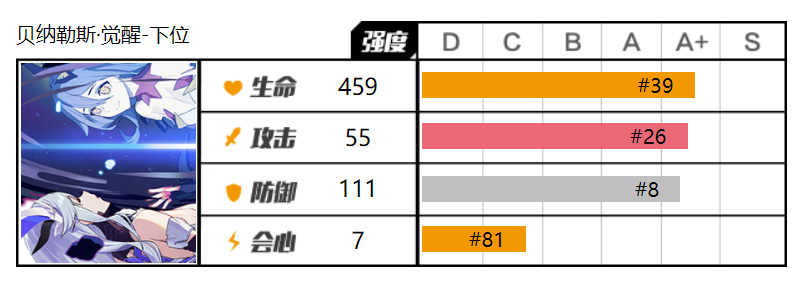 贝纳勒斯·觉醒-下位
强度 D C B A A+ S
生命 459 #39
攻击 55 #26
防御 111 #8
会心 7 #81